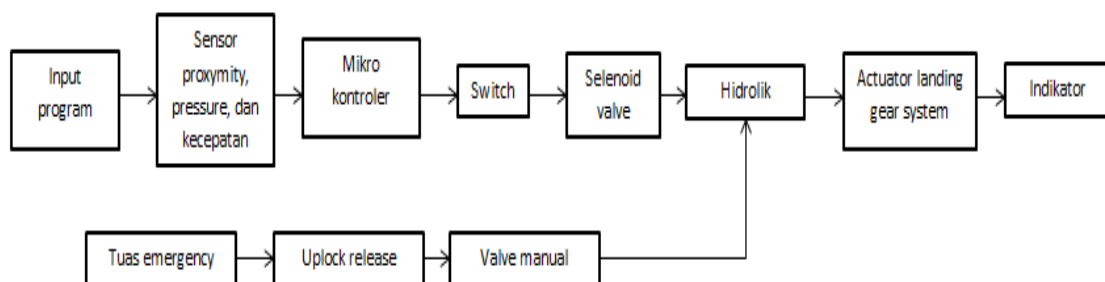 Input
program
Sensor
proxymity,
pressure, dan
kecepatan
Mikro
kontroler
Switch
Selenoid
valve
Hidrolik
Actuator landing
gear system
Indikator
Tuas emergency
Uplock release
Valve manual